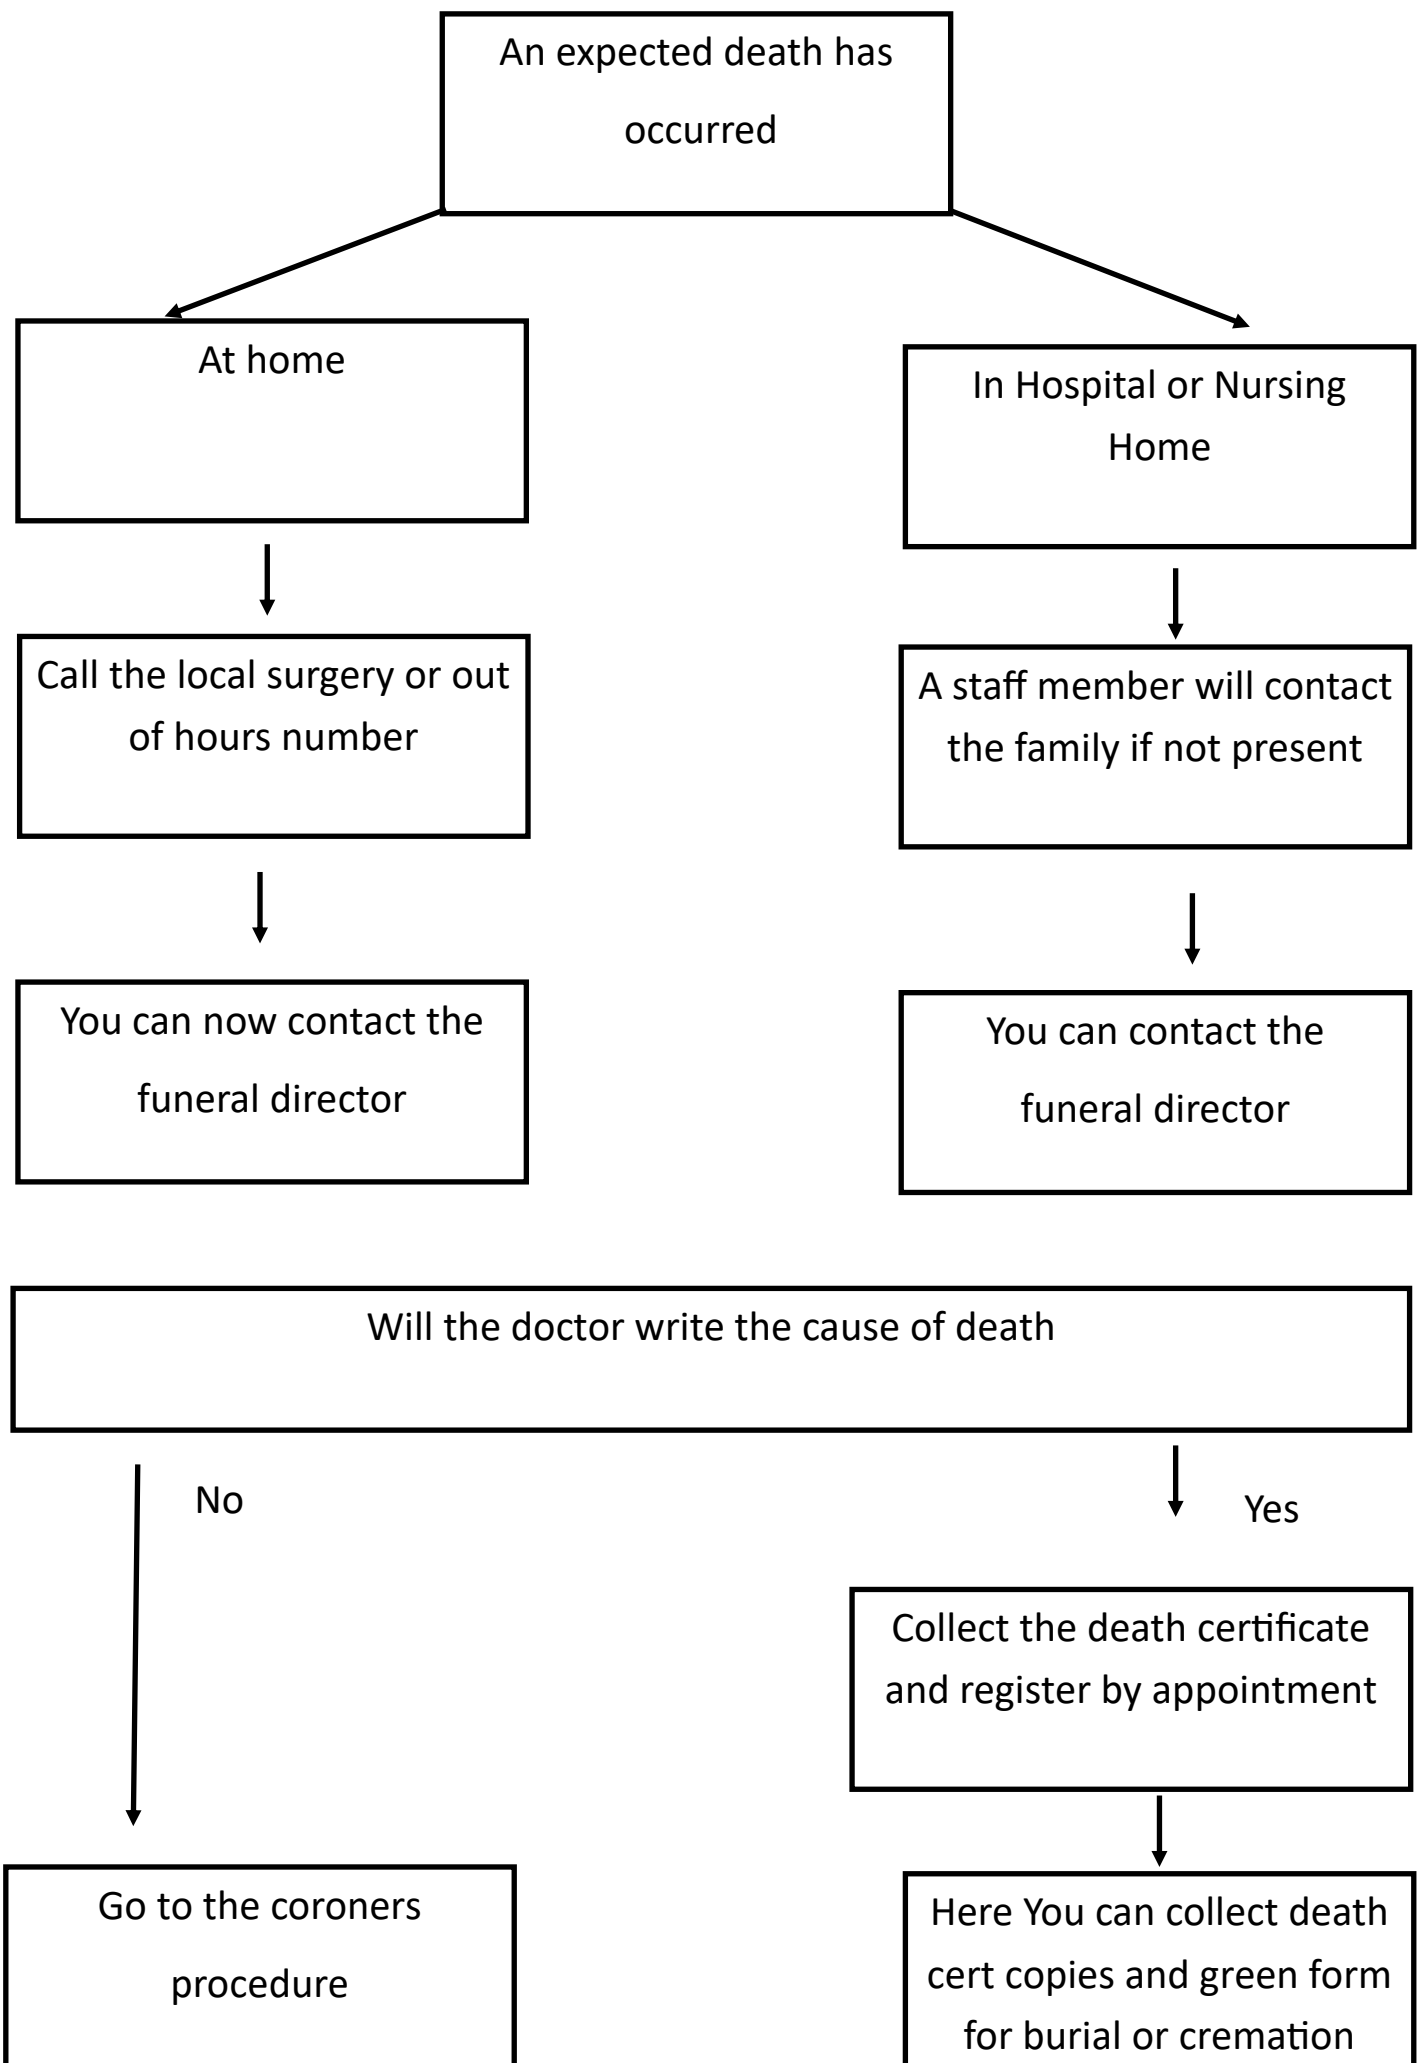 An expected death has
occurred
At home
In Hospital or Nursing
Home
Call the local surgery or out
of hours number
A staff member will contact
the family if not present
You can now contact the
funeral director
You can contact the
funeral director
Will the doctor write the cause of death
No
Yes
Collect the death certificate
and register by appointment
Go to the coroners
procedure
Here You can collect death
cert copies and green form
for burial or cremation